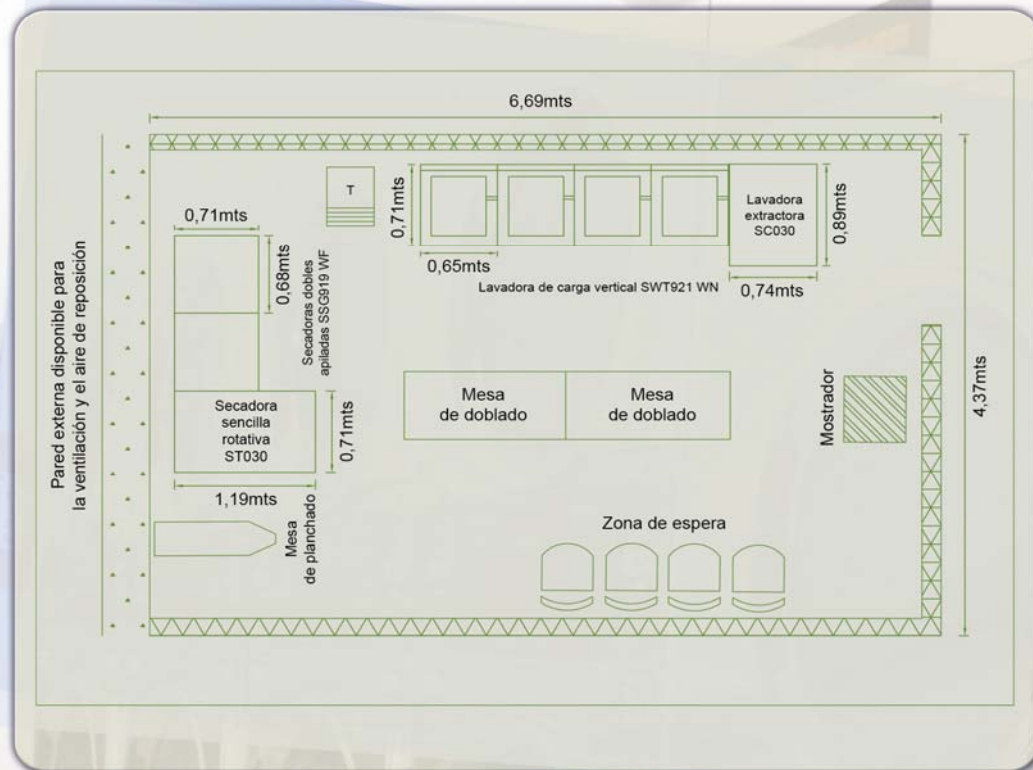 6,69mts
Pared externa disponible para
la ventilación y el aire de reposición
T
0,71mts
0,68mts
Secadoras dobles
apiladas SSG919 WF
0,71mts
0,65mts
Lavadora de carga vertical SWT921 WN
Lavadora
extractora
SC030
0,89mts
0,74mts
4,37mts
Secadora
sencilla
rotativa
ST030
0,71mts
1,19mts
Mesa
de doblado
Mesa
de doblado
Mostrador
Mesa
de planchado
Zona de espera